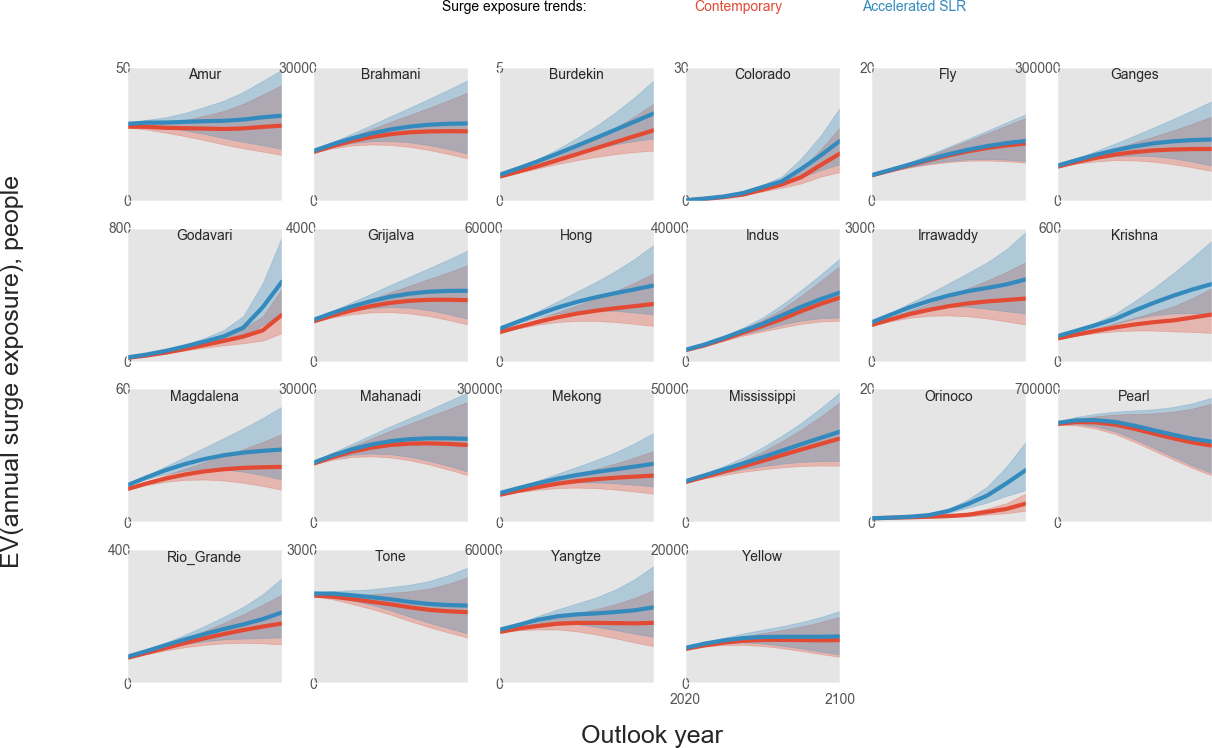 Surge exposure trends: Contemporary Accelerated SLR
50 30000 5 30 20 300000
Amur Brahmani Burdekin Colorado Fly Ganges
0 0 0 0 0 0
800 4000 60000 40000 3000 600
Godavari Grijalva Hong Indus Irrawaddy Krishna
0 0 0 0 0 0
60 30000 300000 50000 20 700000
Magdalena Mahanadi Mekong Mississippi Orinoco Pearl
0 0 0 0 0 0
400 3000 60000 20000
Rio_Grande Tone Yangtze Yellow
0 0 0 0
2020 2100
Outlook year
EV(annual surge exposure), people